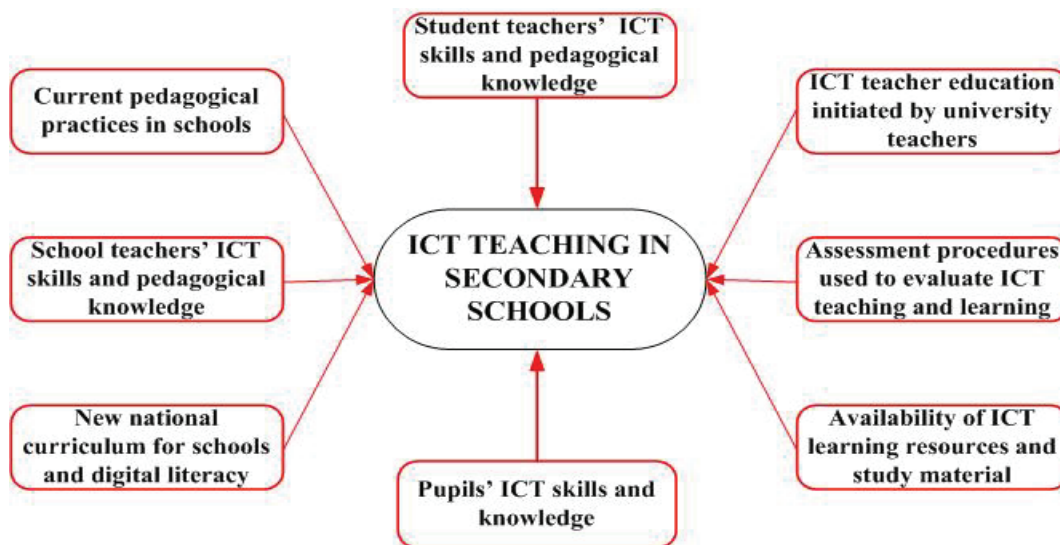 Student teachers’ ICT
skills and pedagogical
knowledge
Current pedagogical
practices in schools
ICT teacher education
initiated by university
teachers
School teachers’ ICT
skills and pedagogical
knowledge
ICT TEACHING IN
SECONDARY
SCHOOLS
Assessment procedures
used to evaluate ICT
teaching and learning
New national
curriculum for schools
and digital literacy
Pupils’ ICT skills and
knowledge
Availability of ICT
learning resources and
study material